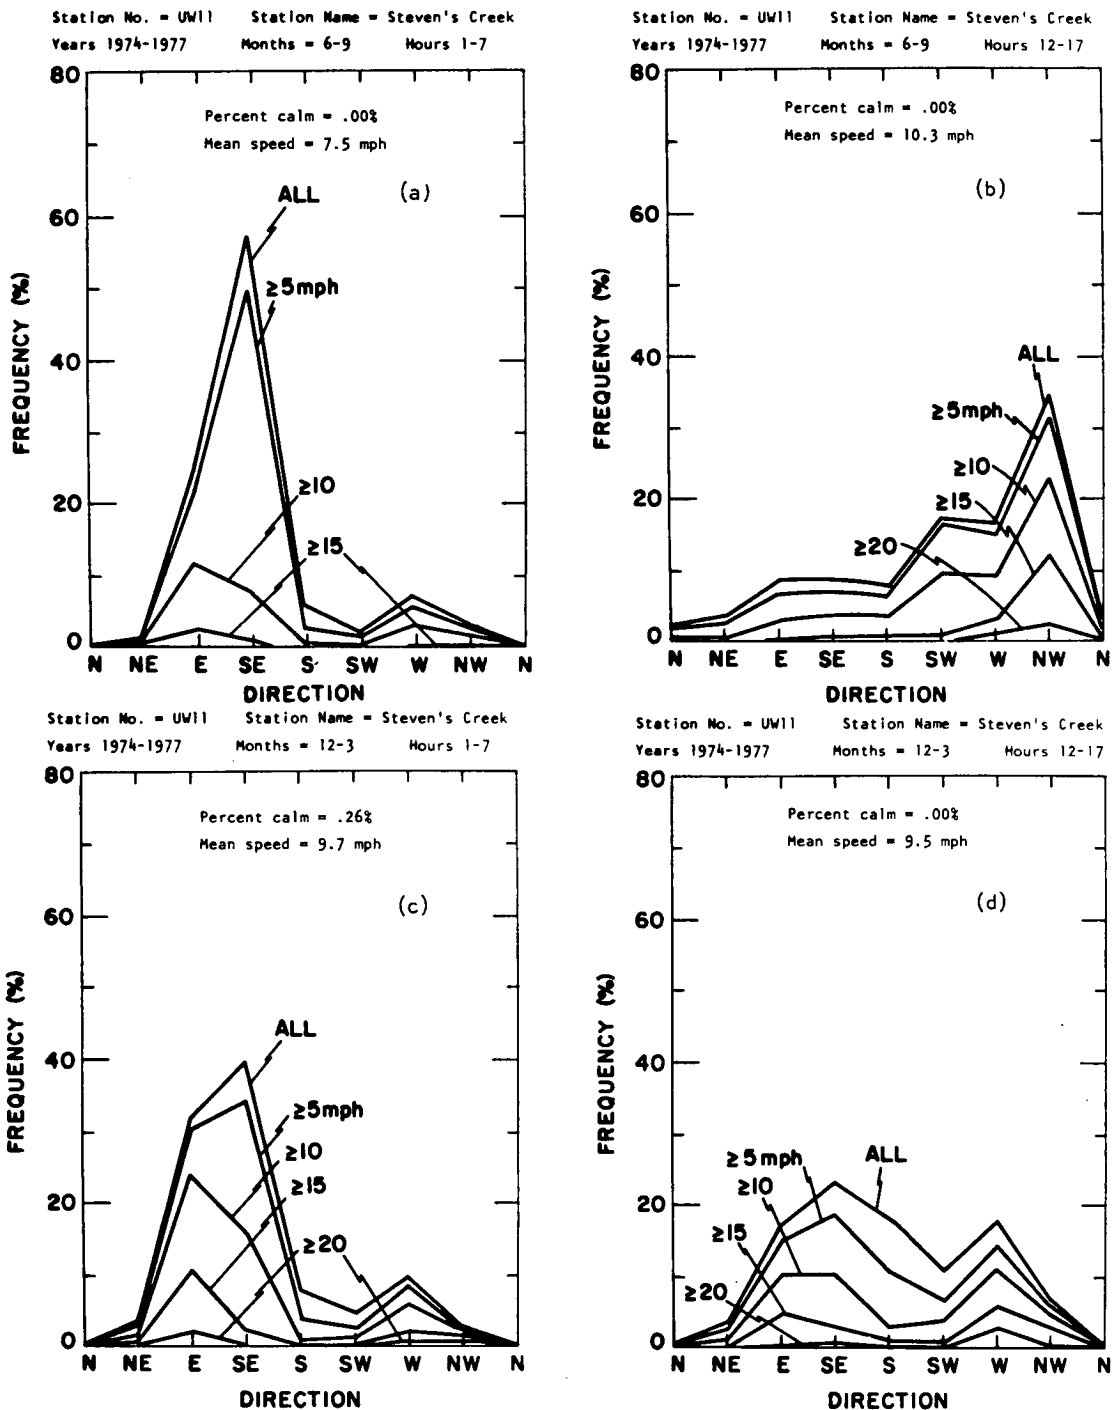 Station No. = UW11 Station Name = Steven's Creek
Years 1974-1977 Months = 6-9 Hours 1-7
80
Percent calm = .00%
Mean speed = 7.5 mph
ALL
(a)
60
≥5mph
40
≥10
20
≥15
0
N NE E SE S SW W NW N
DIRECTION
FREQUENCY (%)
Station No. = UW11 Station Name = Steven's Creek
Years 1974-1977 Months = 6-9 Hours 12-17
80
Percent calm = .00%
Mean speed = 10.3 mph
(b)
60
ALL
40
≥5mph
≥10
≥15
20
≥20
0
N NE E SE S SW W NW N
DIRECTION
FREQUENCY (%)
Station No. = UW11 Station Name = Steven's Creek
Years 1974-1977 Months = 12-3 Hours 1-7
80
Percent calm = .26%
Mean speed = 9.7 mph
(c)
60
ALL
40
≥5mph
≥10
≥15
20
≥20
0
N NE E SE S SW W NW N
DIRECTION
FREQUENCY (%)
Station No. = UW11 Station Name = Steven's Creek
Years 1974-1977 Months = 12-3 Hours 12-17
80
Percent calm = .00%
Mean speed = 9.5 mph
(d)
60
40
≥5mph
ALL
≥10
20
≥15
≥20
0
N NE E SE S SW W NW N
DIRECTION
FREQUENCY (%)